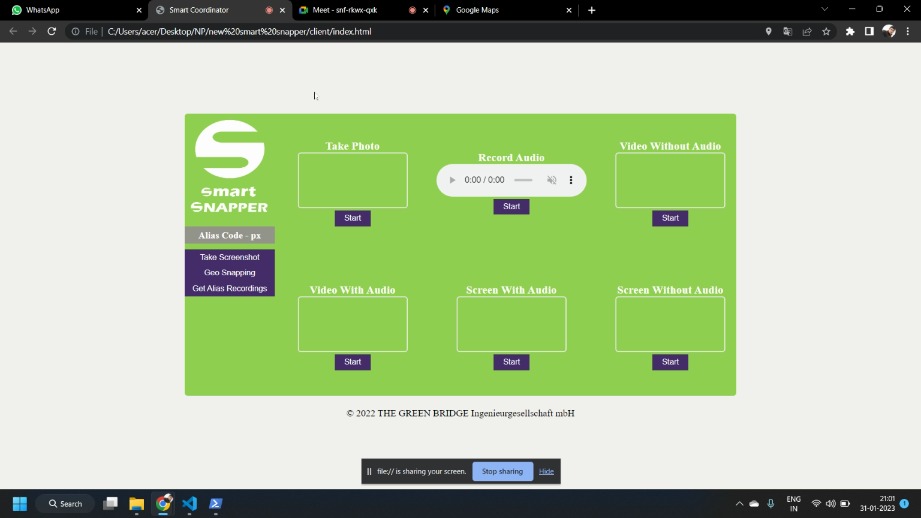 WhatsApp
Smart Coordinator
Meet - snf-rkwx-qxk
Google Maps
File
C:/Users/acer/Desktop/NP/new%20smart%20snapper/client/index.html
Smart
SNAPPER
Alias Code - px
Take Screenshot
Geo Snapping
Get Alias Recordings
Take Photo
Start
Record Audio
0:00 / 0:00
Start
Video Without Audio
Start
Video With Audio
Start
Screen With Audio
Start
Screen Without Audio
Start
© 2022 THE GREEN BRIDGE Ingenieurgesellschaft mbH
file:// is sharing your screen.
Stop sharing
Hide
Search
ENG
IN
21:01
31-01-2023
1